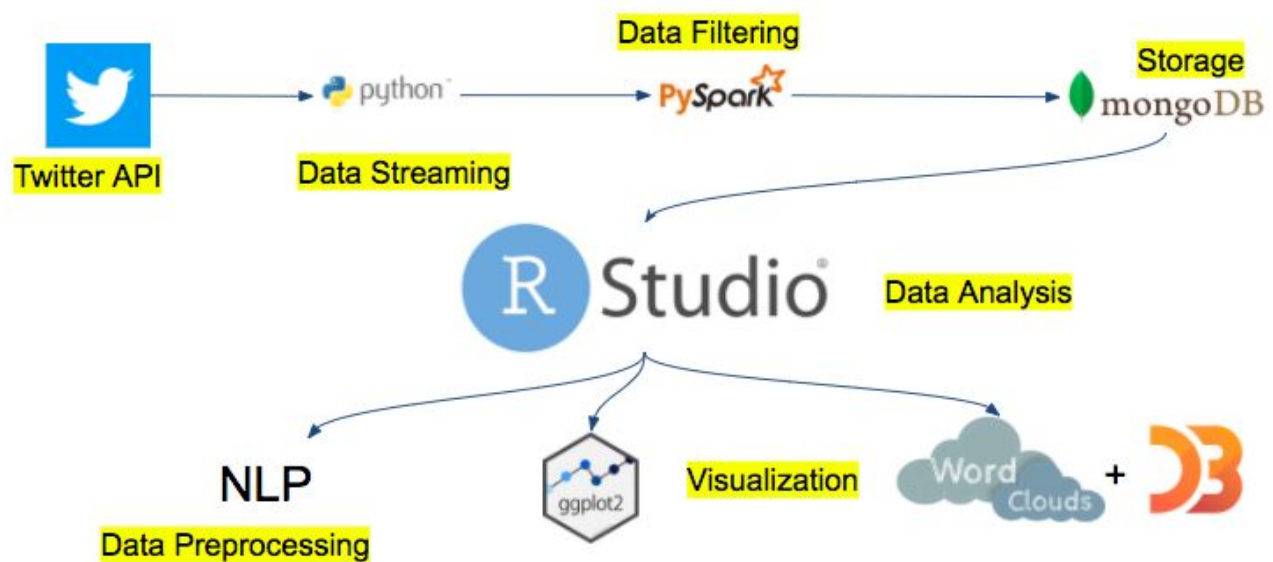 Data Filtering
Storage
python
PySpark
mongoDB
Twitter API
Data Streaming
R Studio®
Data Analysis
NLP
Data Preprocessing
ggplot2
Visualization
Word
Clouds
+
D3